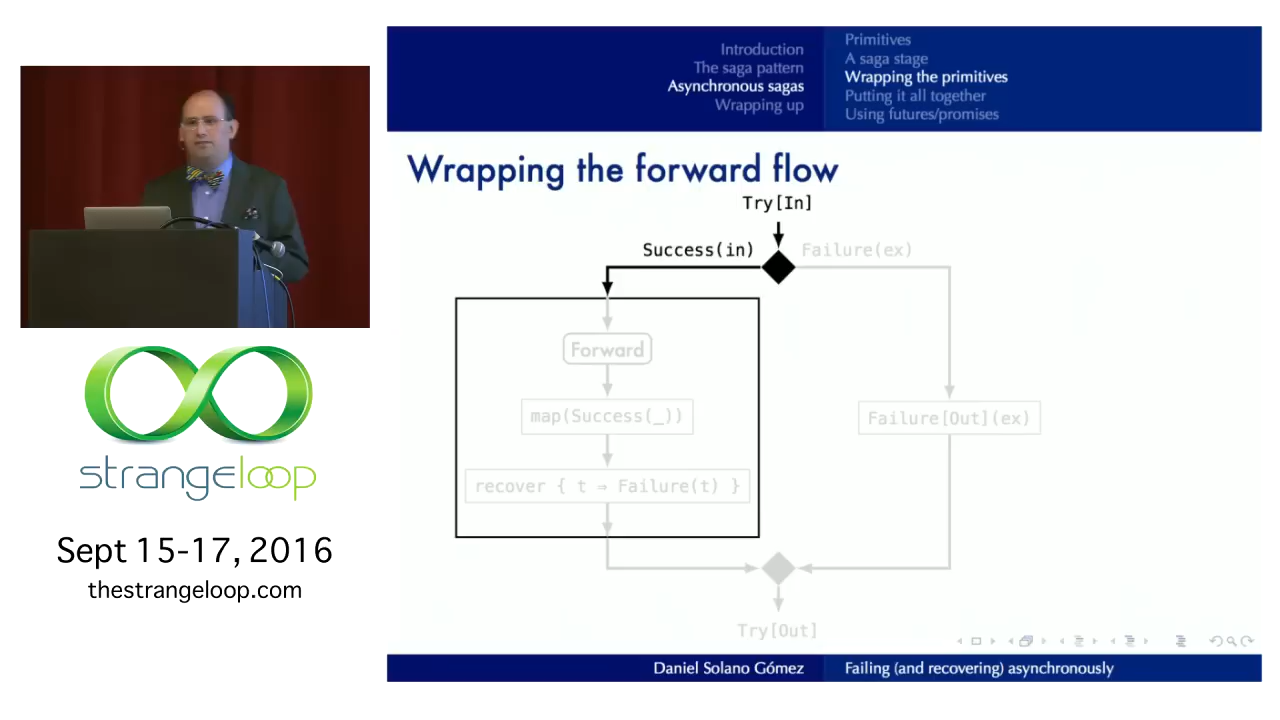 Introduction
The saga pattern
Asynchronous sagas
Wrapping up
Primitives
A saga stage
Wrapping the primitives
Putting it all together
Using futures/promises
Wrapping the forward flow
Try[In]
Success(in)
Failure(ex)
Forward
map(Success(_))
Failure[Out](ex)
recover { t ⇒ Failure(t) }
Try[Out]
strangeloop
Sept 15-17, 2016
thestrangeloop.com
Daniel Solano Gómez
Failing (and recovering) asynchronously